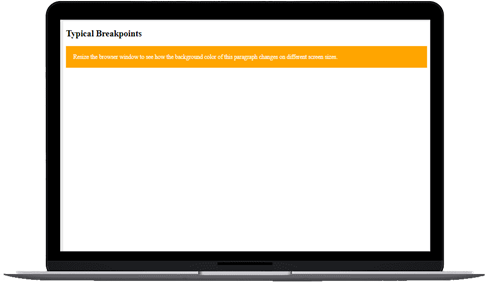 Typical Breakpoints
Resize the browser window to see how the background color of this paragraph changes on different screen sizes.